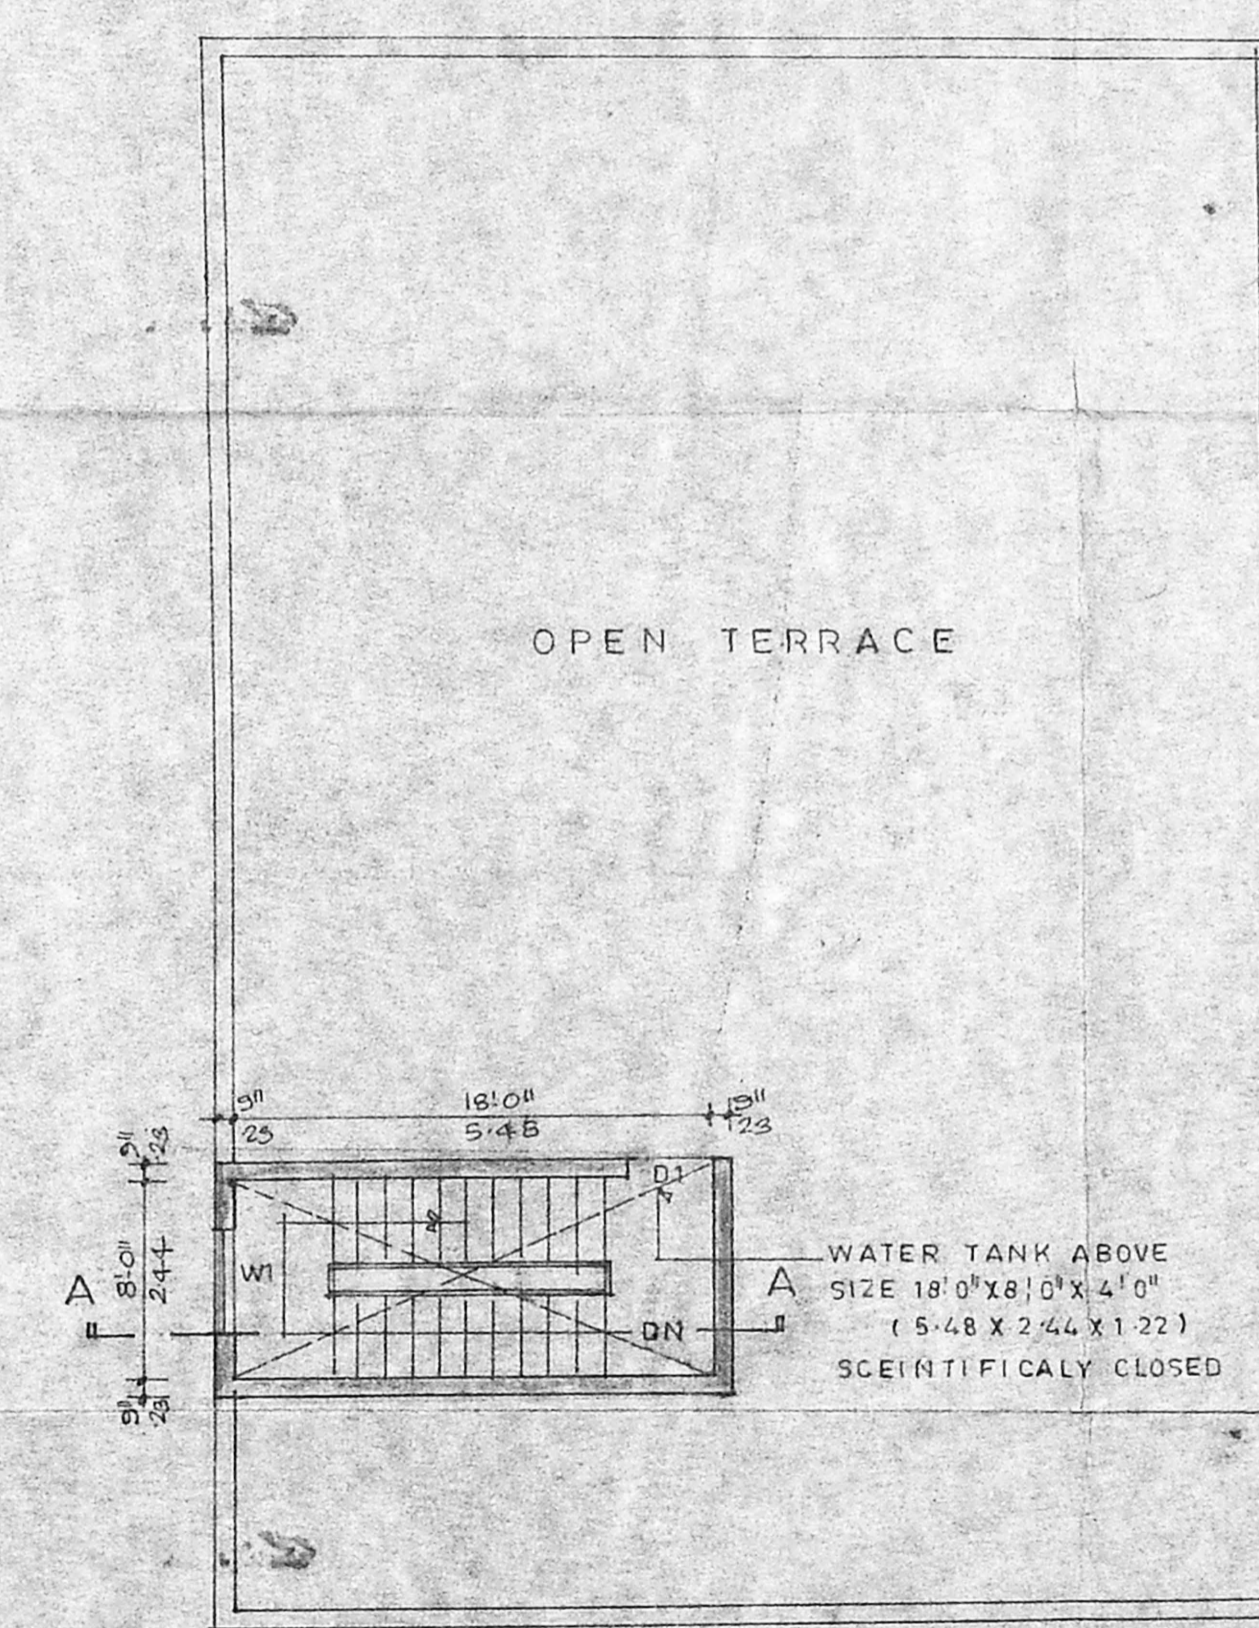 OPEN TERRACE
9" 18'0" 9"
23 5.48 23
9" 23
8'0" 2.44
9" 23
D1
W1
DN
A A
WATER TANK ABOVE
SIZE 18'0"X8'0"X4'0"
(5.48 X 2.44 X 1.22)
SCEINTIFICALY CLOSED